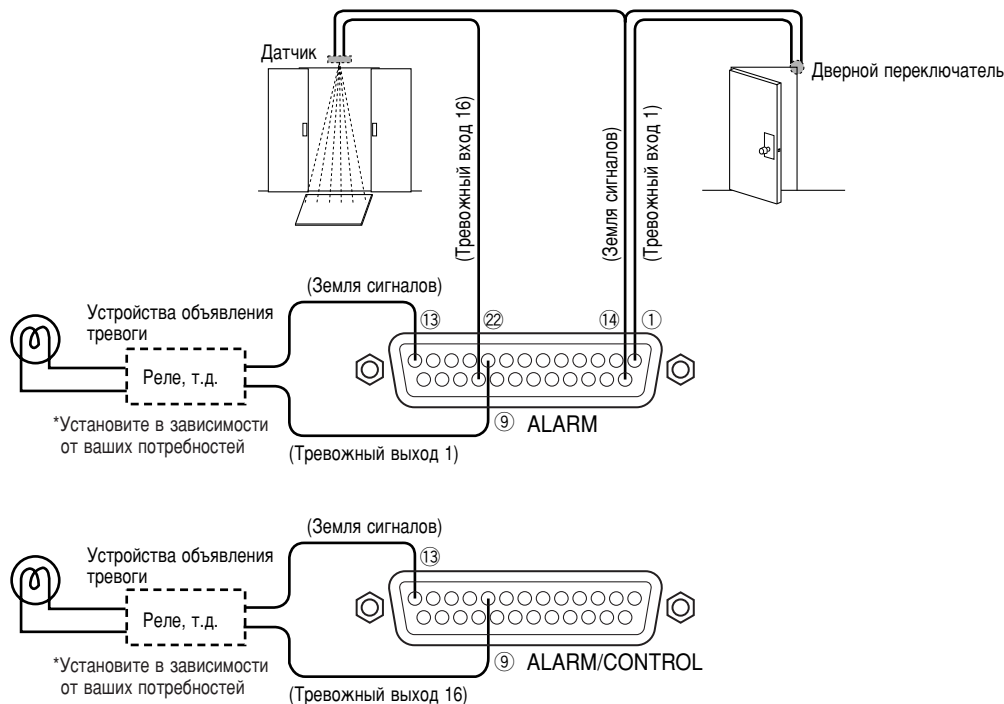 Датчик
Дверной переключатель
(Тревожный вход 16)
(Земля сигналов)
(Тревожный вход 1)
(Земля сигналов)
Устройства объявления
тревоги
⑬
㉒
⑭
①
Реле, т.д.
*Установите в зависимости
от ваших потребностей
⑨ ALARM
(Тревожный выход 1)
(Земля сигналов)
Устройства объявления
тревоги
⑬
Реле, т.д.
*Установите в зависимости
от ваших потребностей
⑨ ALARM/CONTROL
(Тревожный выход 16)